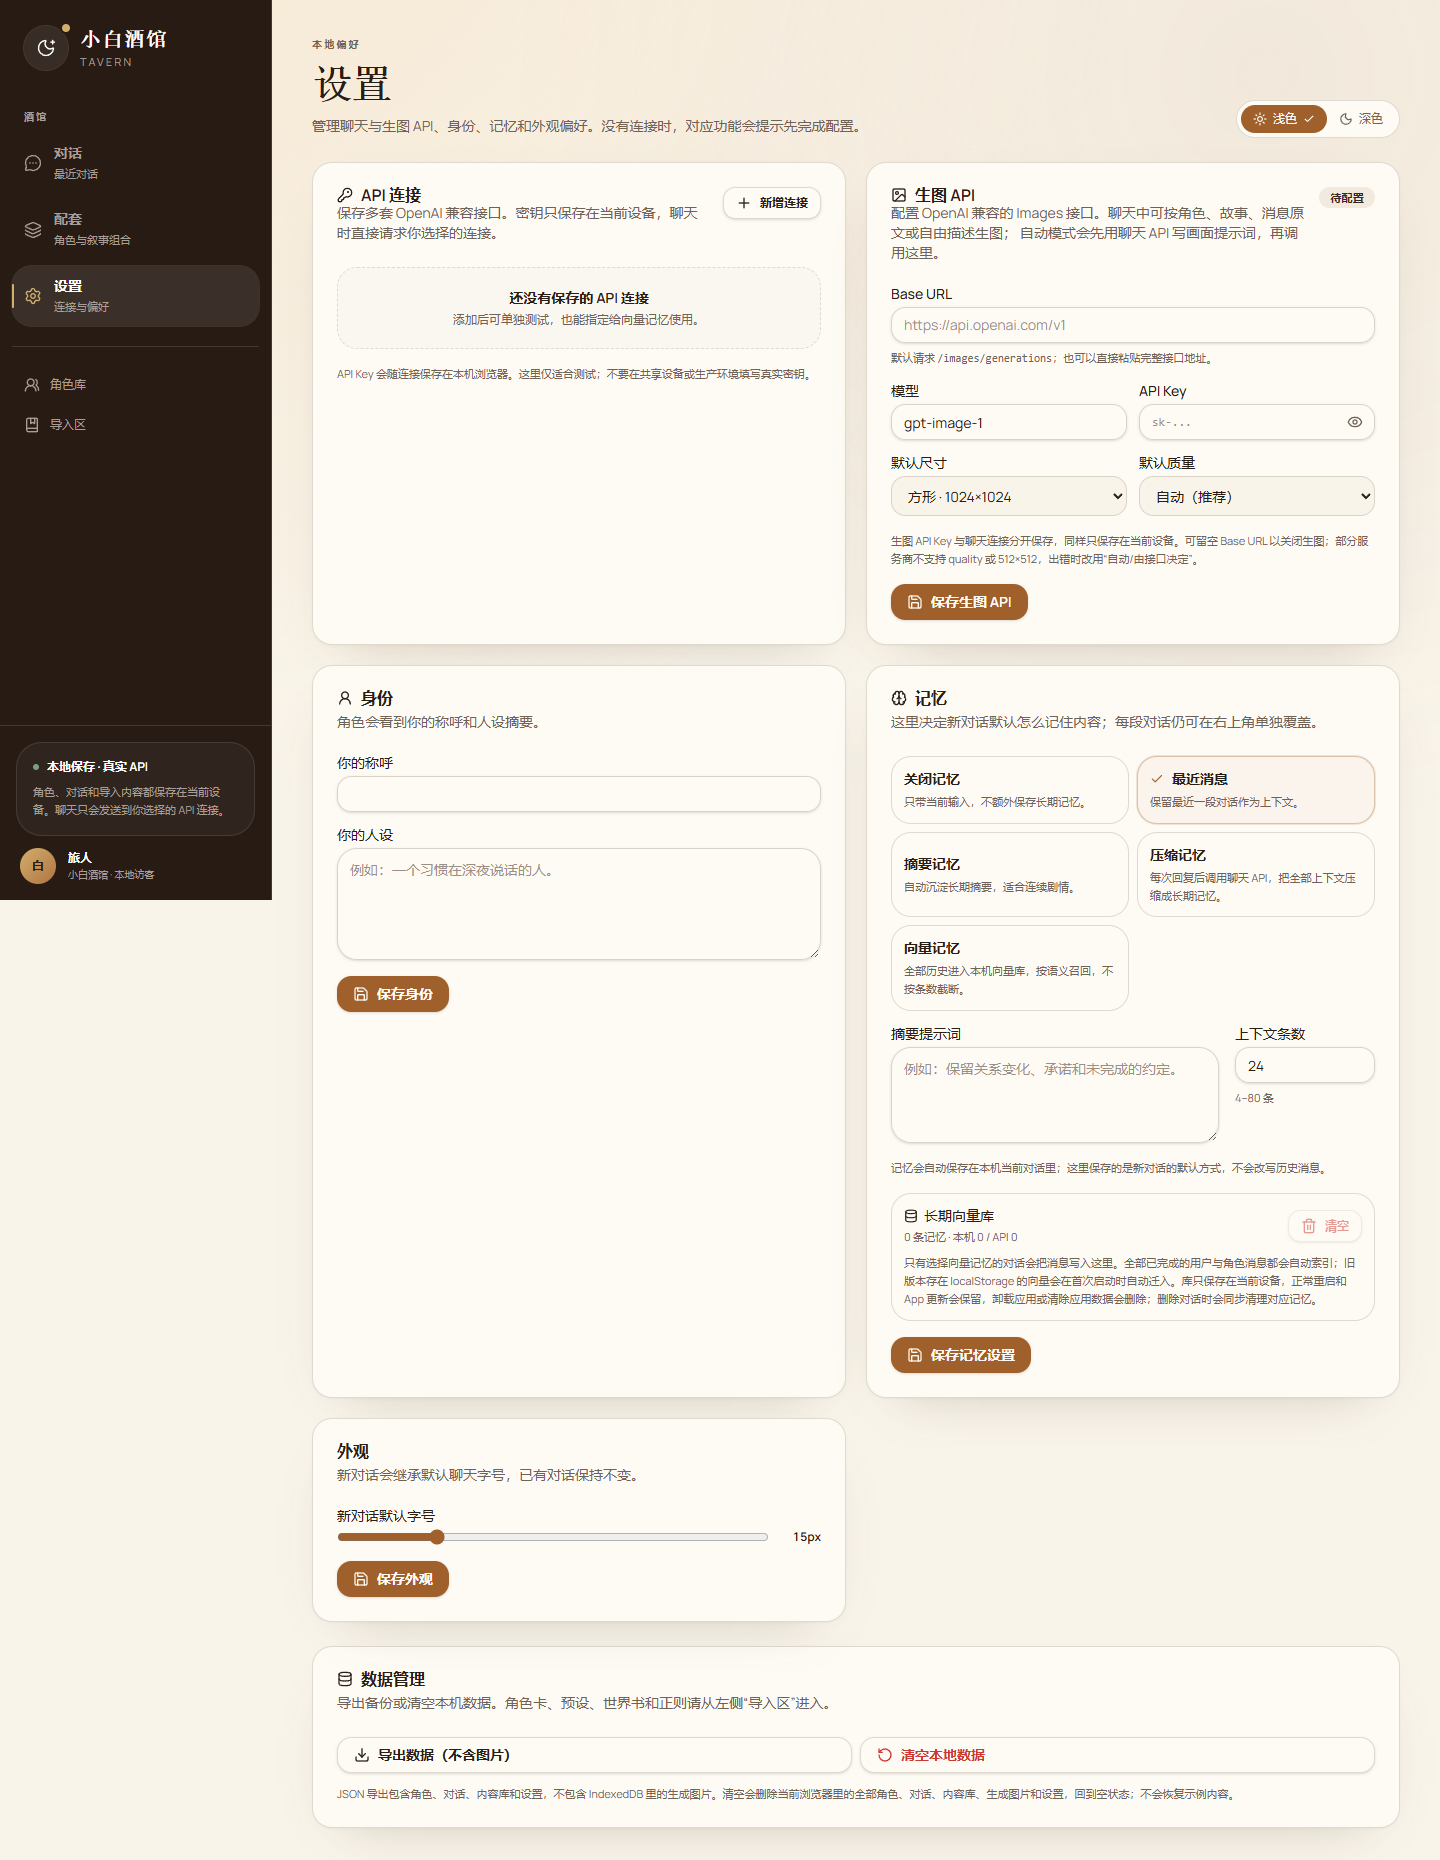 小白酒馆
TAVERN
酒馆
对话
最近对话
配套
角色与叙事组合
设置
连接与偏好
角色库
导入区
本地保存 · 真实 API
角色、对话和导入内容都保存在当前设
备。聊天只会发送到你选择的 API 连接。
白
旅人
小白酒馆 · 本地访客
本地偏好
设置
管理聊天与生图 API、身份、记忆和外观偏好。没有连接时，对应功能会提示先完成配置。
浅色
深色
API 连接
保存多套 OpenAI 兼容接口。密钥只保存在当前设备，聊天
时直接请求你选择的连接。
新增连接
还没有保存的 API 连接
添加后可单独测试，也能指定给向量记忆使用。
API Key 会随连接保存在本机浏览器。这里仅适合测试；不要在共享设备或生产环境填写真实密钥。
生图 API
配置 OpenAI 兼容的 Images 接口。聊天中可按角色、故事、消息原
文或自由描述生图； 自动模式会先用聊天 API 写画面提示词，再调
用这里。
待配置
Base URL
https://api.openai.com/v1
默认请求 /images/generations；也可以直接粘贴完整接口地址。
模型
API Key
gpt-image-1
sk-...
默认尺寸
默认质量
方形 · 1024×1024
自动（推荐）
生图 API Key 与聊天连接分开保存，同样只保存在当前设备。可留空 Base URL 以关闭生图；部分服
务商不支持 quality 或 512×512，出错时改用“自动/由接口决定”。
保存生图 API
身份
角色会看到你的称呼和人设摘要。
你的称呼
你的人设
例如：一个习惯在深夜说话的人。
保存身份
记忆
这里决定新对话默认怎么记住内容；每段对话仍可在右上角单独覆盖。
关闭记忆
只带当前输入，不额外保存长期记忆。
最近消息
保留最近一段对话作为上下文。
摘要记忆
自动沉淀长期摘要，适合连续剧情。
压缩记忆
每次回复后调用聊天 API，把全部上下文压
缩成长期记忆。
向量记忆
全部历史进入本机向量库，按语义召回，不
按条数截断。
摘要提示词
上下文条数
例如：保留关系变化、承诺和未完成的约定。
24
4–80 条
记忆会自动保存在本机当前对话里；这里保存的是新对话的默认方式，不会改写历史消息。
长期向量库
0 条记忆 · 本机 0 / API 0
清空
只有选择向量记忆的对话会把消息写入这里。全部已完成的用户与角色消息都会自动索引；旧
版本存在 localStorage 的向量会在首次启动时自动迁入。库只保存在当前设备，正常重启和
App 更新会保留，卸载应用或清除应用数据会删除；删除对话时会同步清理对应记忆。
保存记忆设置
外观
新对话会继承默认聊天字号，已有对话保持不变。
新对话默认字号
15px
保存外观
数据管理
导出备份或清空本机数据。角色卡、预设、世界书和正则请从左侧“导入区”进入。
导出数据（不含图片）
清空本地数据
JSON 导出包含角色、对话、内容库和设置，不包含 IndexedDB 里的生成图片。清空会删除当前浏览器里的全部角色、对话、内容库、生成图片和设置，回到空状态；不会恢复示例内容。